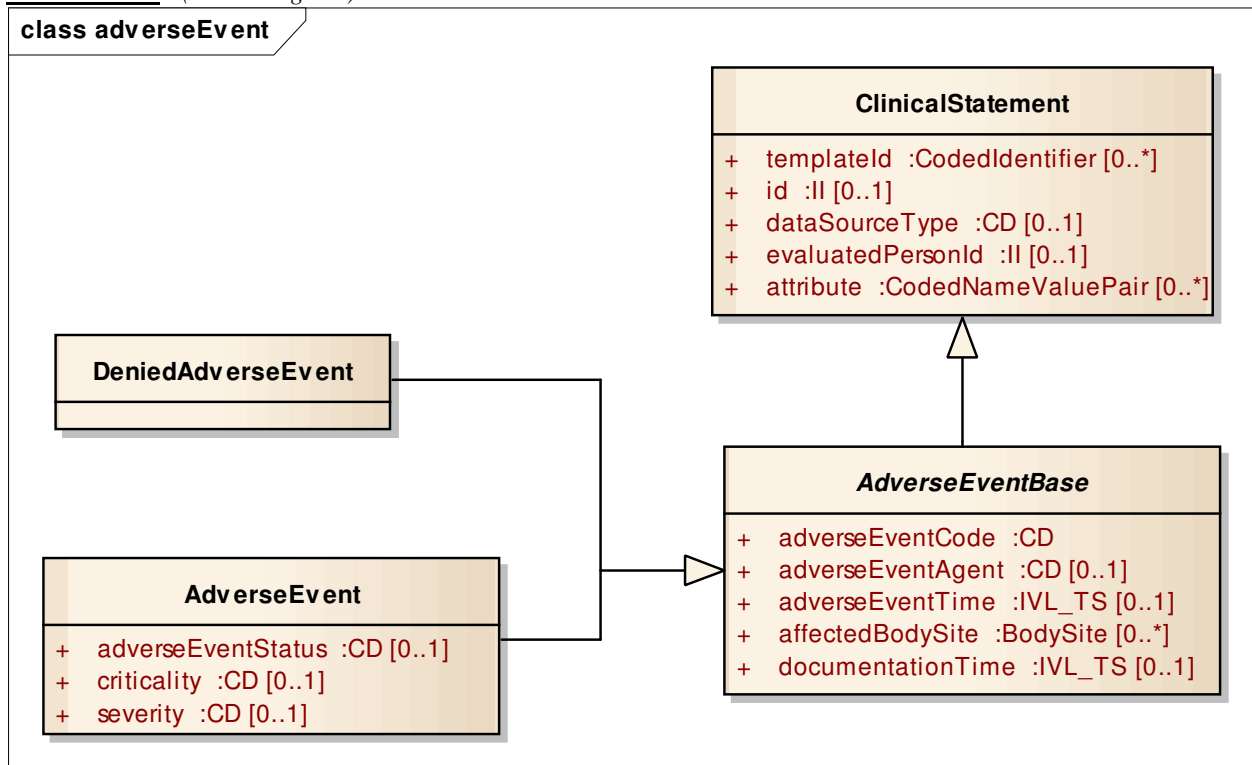 class adverseEvent
ClinicalStatement
+ templateId :CodedIdentifier [0..*]
+ id :II [0..1]
+ dataSourceType :CD [0..1]
+ evaluatedPersonId :II [0..1]
+ attribute :CodedNameValuePair [0..*]
DeniedAdverseEvent
AdverseEventBase
+ adverseEventCode :CD
+ adverseEventAgent :CD [0..1]
+ adverseEventTime :IVL_TS [0..1]
+ affectedBodySite :BodySite [0..*]
+ documentationTime :IVL_TS [0..1]
AdverseEvent
+ adverseEventStatus :CD [0..1]
+ criticality :CD [0..1]
+ severity :CD [0..1]